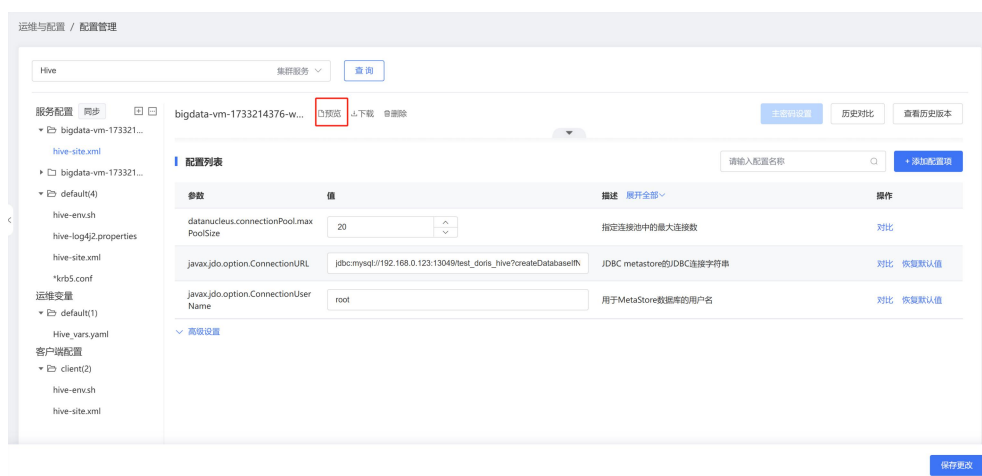 运维与配置 / 配置管理
Hive 集群服务 查询
服务配置 同步
bigdata-vm-173321...
hive-site.xml
bigdata-vm-173321...
default(4)
hive-env.sh
hive-log4j2.properties
hive-site.xml
*krb5.conf
运维变量
default(1)
Hive_vars.yaml
客户端配置
client(2)
hive-env.sh
hive-site.xml
bigdata-vm-1733214376-w... 预览 下载 删除 主密码设置 历史对比 查看历史版本
配置列表 请输入配置名称 + 添加配置项
参数 值 描述 展开全部 操作
datanucleus.connectionPool.max
PoolSize
20 指定连接池中的最大连接数 对比
javax.jdo.option.ConnectionURL jdbc:mysql://192.168.0.123:13049/test_doris_hive?createDatabaseIfN JDBC metastore的JDBC连接字符串 对比 恢复默认值
javax.jdo.option.ConnectionUser
Name
root 用于MetaStore数据库的用户名 对比 恢复默认值
高级设置
保存更改